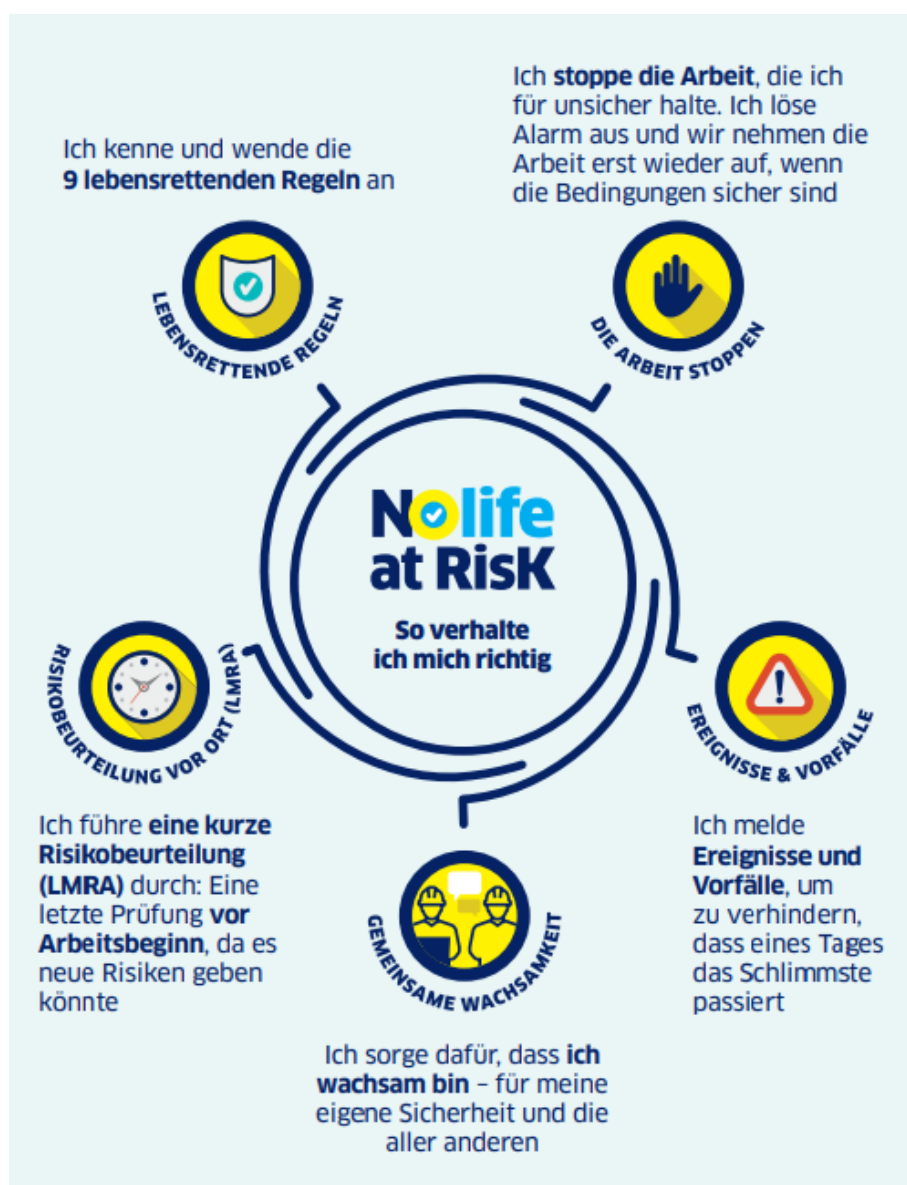 Ich kenne und wende die
9 lebensrettenden Regeln an
LEBENSRETTENDE REGELN
Ich stoppe die Arbeit, die ich
für unsicher halte. Ich löse
Alarm aus und wir nehmen die
Arbeit erst wieder auf, wenn
die Bedingungen sicher sind
DIE ARBEIT STOPPEN
No life
at RisK
So verhalte
ich mich richtig
RISIKOBEURTEILUNG VOR ORT (LMRA)
Ich führe eine kurze
Risikobeurteilung
(LMRA) durch: Eine
letzte Prüfung vor
Arbeitsbeginn, da es
neue Risiken geben
könnte
EREIGNISSE & VORFÄLLE
Ich melde
Ereignisse und
Vorfälle, um
zu verhindern,
dass eines Tages
das Schlimmste
passiert
GEMEINSAME WACHSAMKEIT
Ich sorge dafür, dass ich
wachsam bin – für meine
eigene Sicherheit und die
aller anderen